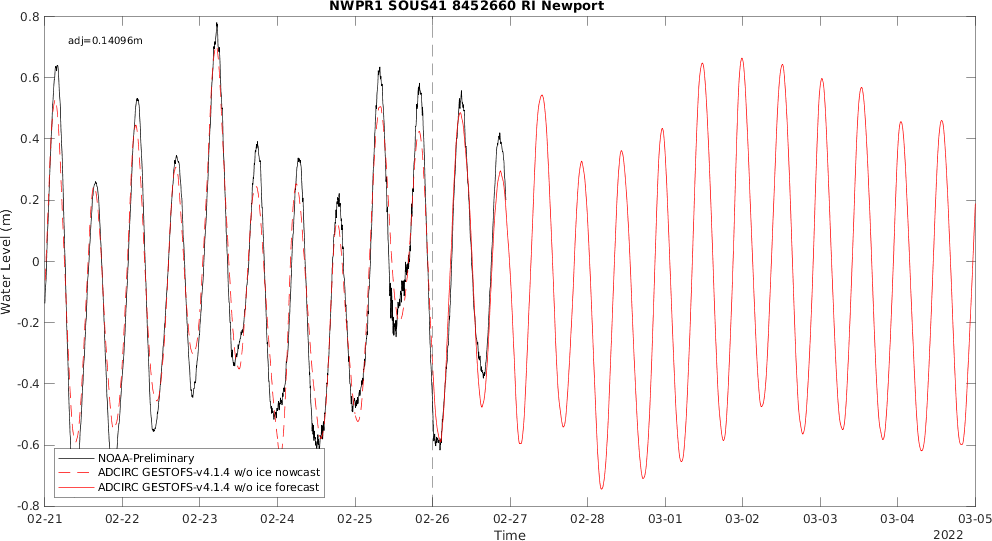 NWPR1 SOUS41 8452660 RI Newport
adj=0.14096m
0.8
0.6
0.4
0.2
0
-0.2
-0.4
-0.6
-0.8
Water Level (m)
NOAA-Preliminary
ADCIRC GESTOFS-v4.1.4 w/o ice nowcast
ADCIRC GESTOFS-v4.1.4 w/o ice forecast
02-21 02-22 02-23 02-24 02-25 02-26 02-27 02-28 03-01 03-02 03-03 03-04 03-05
Time
2022